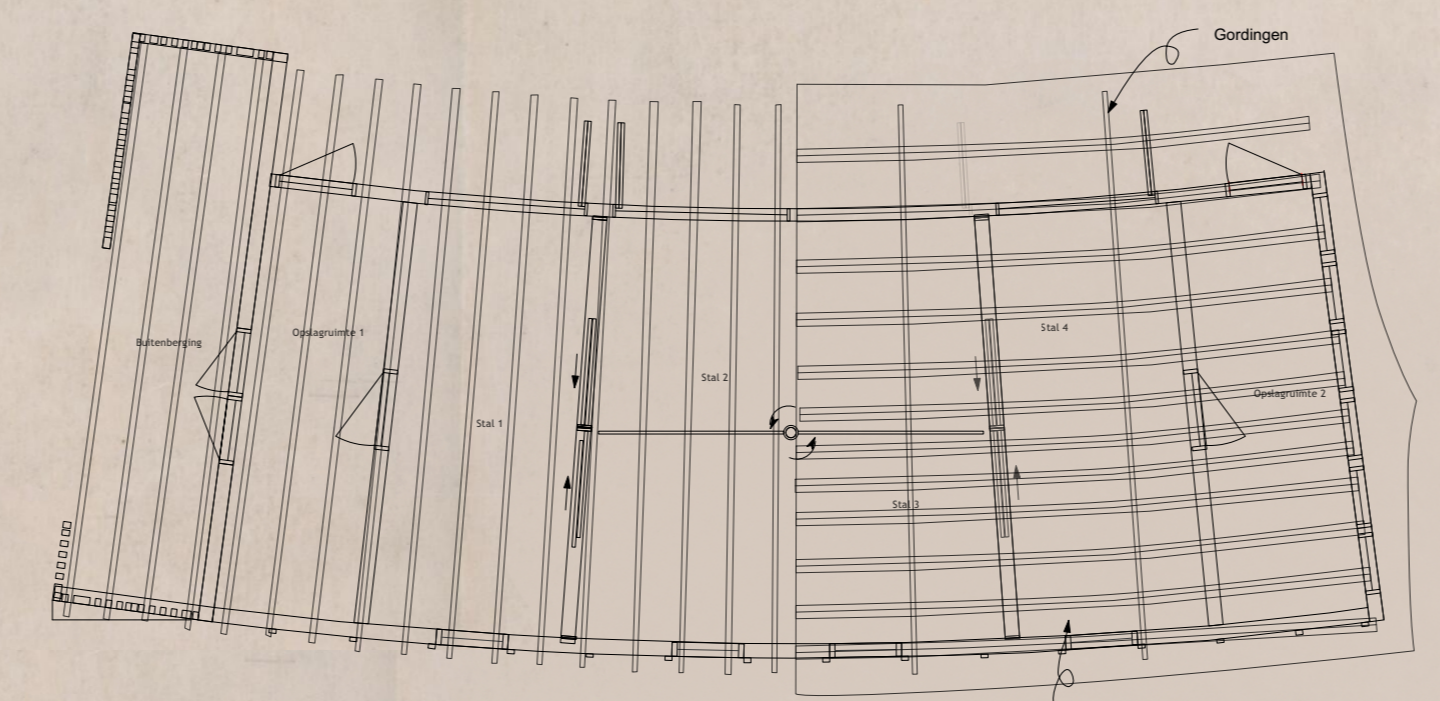 Gordingen
Buitenberging
Opslagruimte 1
Stal 1
Stal 2
Stal 3
Stal 4
Opslagruimte 2